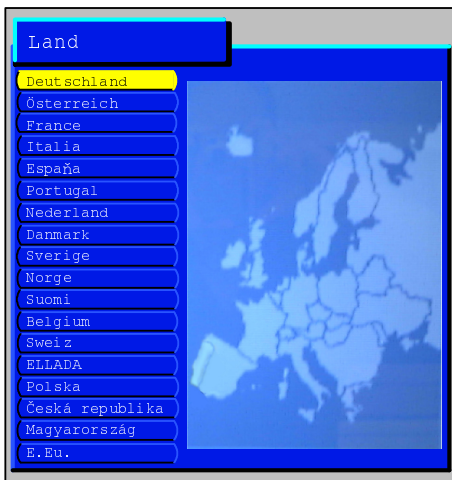 Land
Deutschland
Österreich
France
Italia
Espaňa
Portugal
Nederland
Danmark
Sverige
Norge
Suomi
Belgium
Sweiz
ELLADA
Polska
Česká republika
Magyarország
E.Eu.